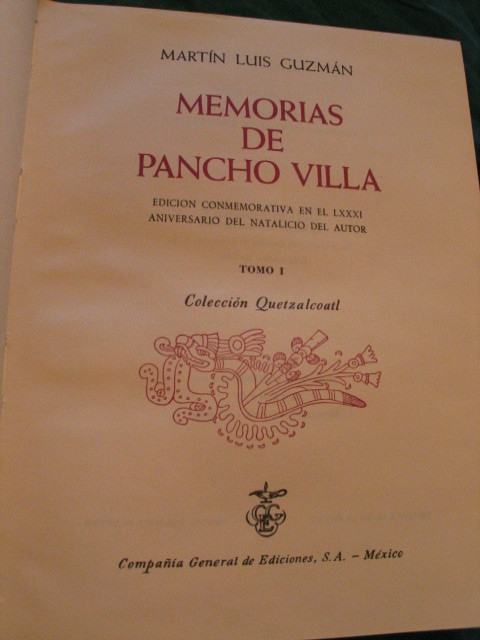 MARTÍN LUIS GUZMÁN
MEMORIAS
DE
PANCHO VILLA
EDICION CONMEMORATIVA EN EL LXXXI
ANIVERSARIO DEL NATALICIO DEL AUTOR
TOMO I
Colección Quetzalcoatl
Compañía General de Ediciones, S.A. – México